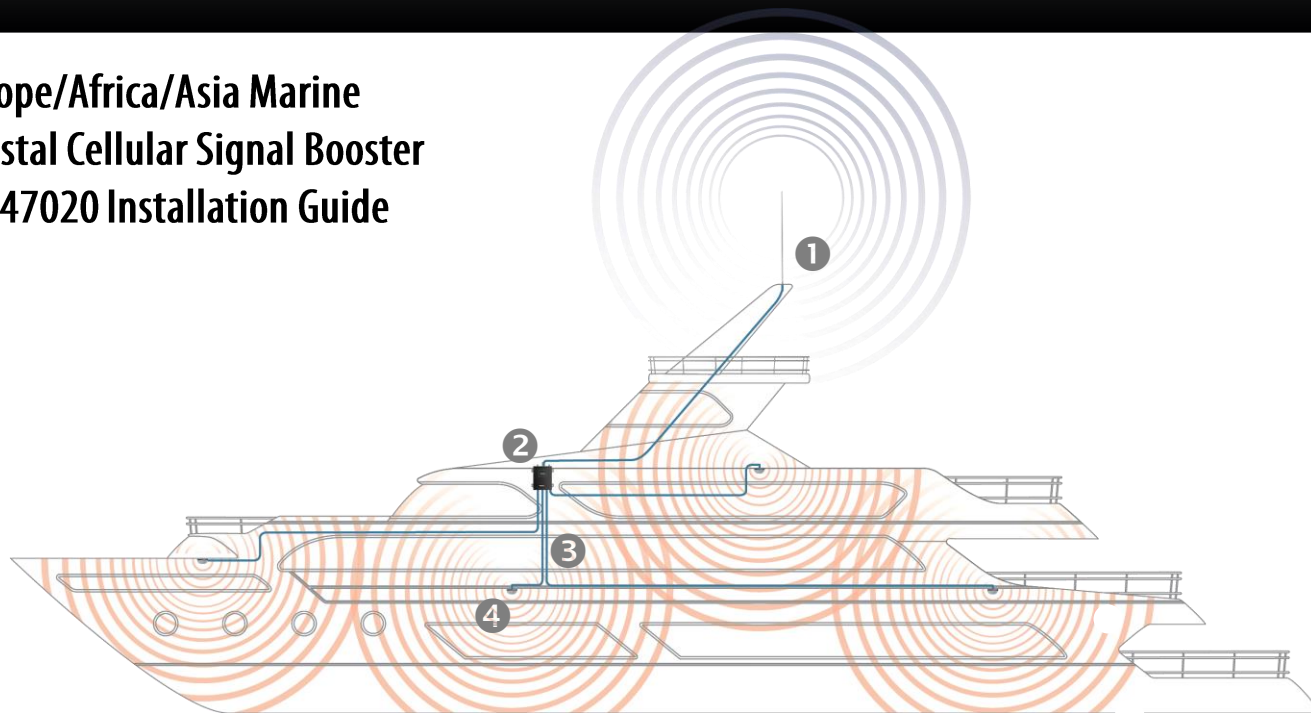 ope/Africa/Asia Marine
stal Cellular Signal Booster
47020 Installation Guide
1
2
3
4